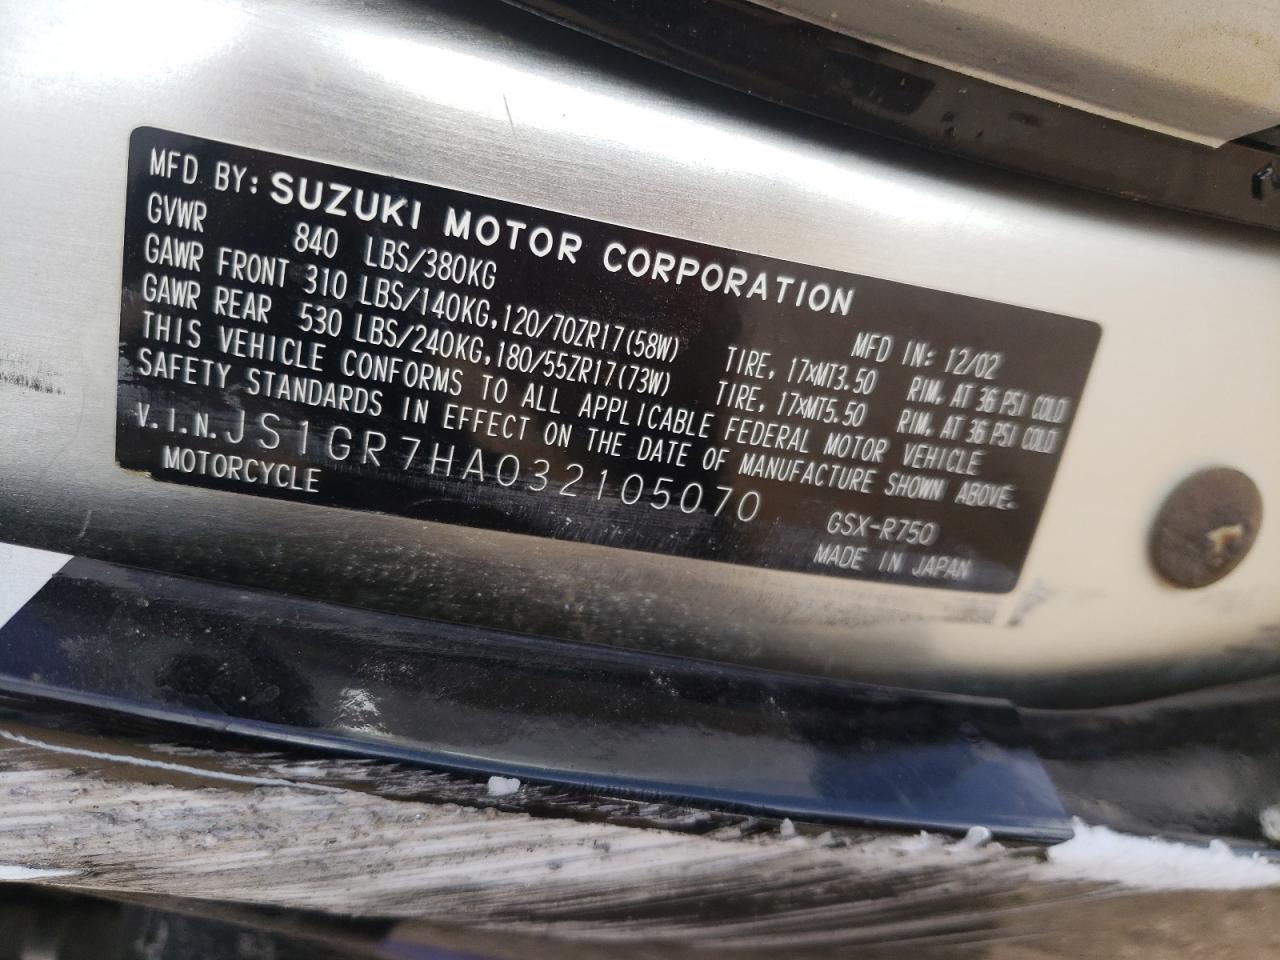 MFD BY: SUZUKI MOTOR CORPORATION
MFD IN: 12/02
GVWR 840 LBS/380KG
GAWR FRONT 310 LBS/140KG, 120/70ZR17(58W) TIRE, 17xMT3.50 RIM, AT 36 PSI COLD
GAWR REAR 530 LBS/240KG, 180/55ZR17(73W) TIRE, 17xMT5.50 RIM, AT 36 PSI COLD
THIS VEHICLE CONFORMS TO ALL APPLICABLE FEDERAL MOTOR VEHICLE
SAFETY STANDARDS IN EFFECT ON THE DATE OF MANUFACTURE SHOWN ABOVE.
V.I.N. JS1GR7HA032105070
GSX-R750
MOTORCYCLE
MADE IN JAPAN